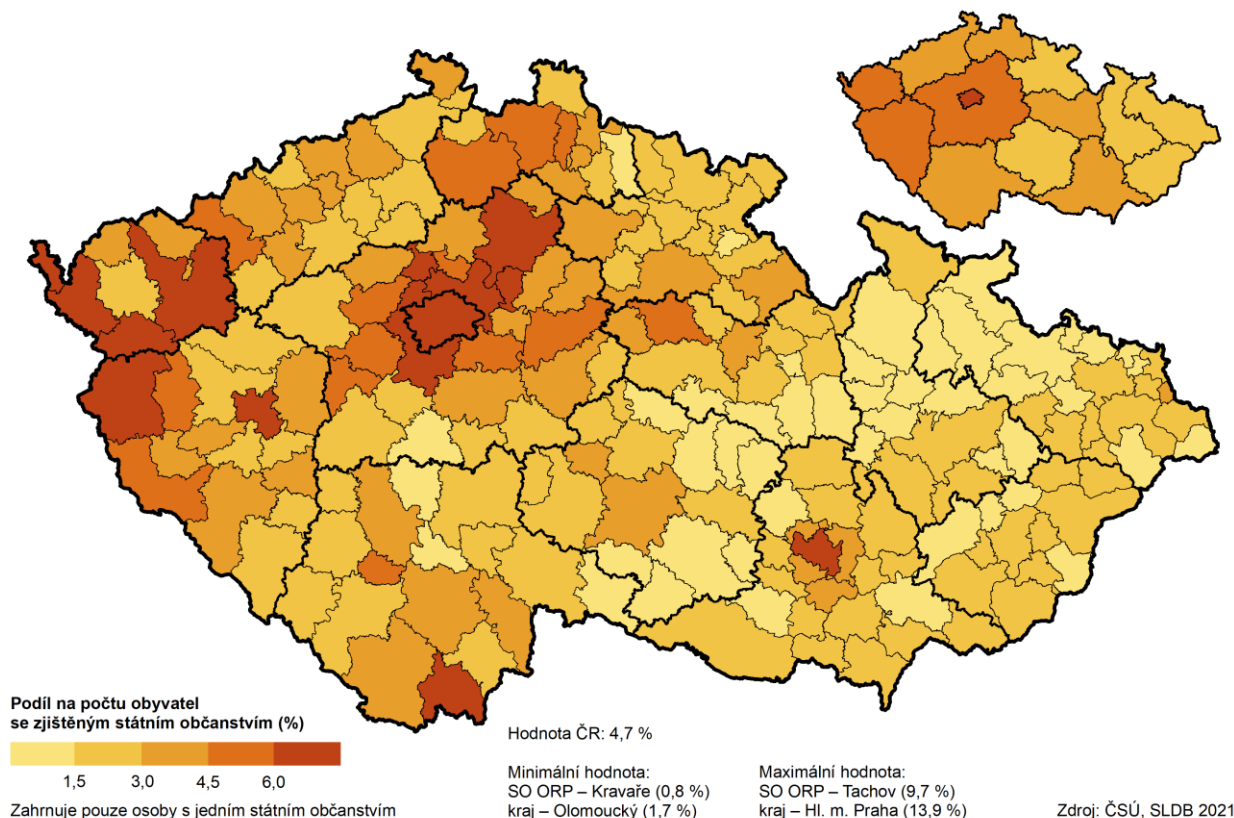 Podíl na počtu obyvatel
se zjištěným státním občanstvím (%)
1,5 3,0 4,5 6,0
Zahrnuje pouze osoby s jedním státním občanstvím
Hodnota ČR: 4,7 %
Minimální hodnota:
SO ORP – Kravaře (0,8 %)
kraj – Olomoucký (1,7 %)
Maximální hodnota:
SO ORP – Tachov (9,7 %)
kraj – Hl. m. Praha (13,9 %)
Zdroj: ČSÚ, SLDB 2021